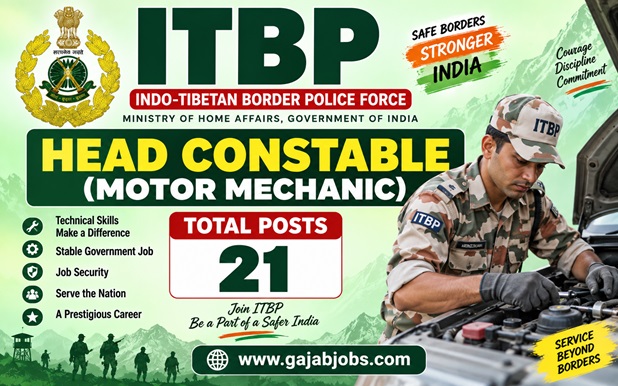 ITBP
INDO-TIBETAN BORDER POLICE FORCE
MINISTRY OF HOME AFFAIRS, GOVERNMENT OF INDIA
SAFE BORDERS
STRONGER
INDIA
Courage
Discipline
Commitment
HEAD CONSTABLE
(MOTOR MECHANIC)
Technical Skills
Make a Difference
Stable Government Job
Job Security
Serve the Nation
A Prestigious Career
TOTAL POSTS
21
Join ITBP
Be a Part of a Safer India
ITBP
ITBP
SERVICE
BEYOND
BORDERS
www.gajabjobs.com